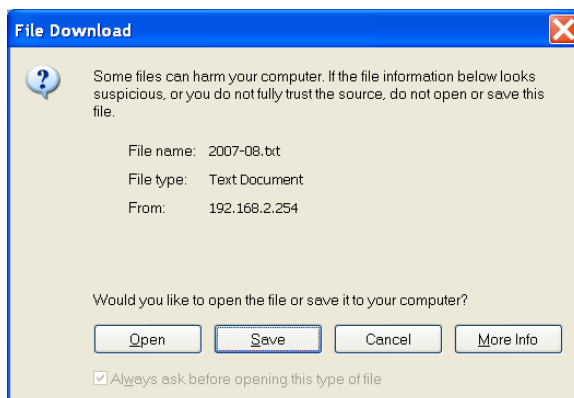 File Download
Some files can harm your computer. If the file information below looks
suspicious, or you do not fully trust the source, do not open or save this
file.
File name: 2007-08.txt
File type: Text Document
From: 192.168.2.254
Would you like to open the file or save it to your computer?
Open Save Cancel More Info
Always ask before opening this type of file